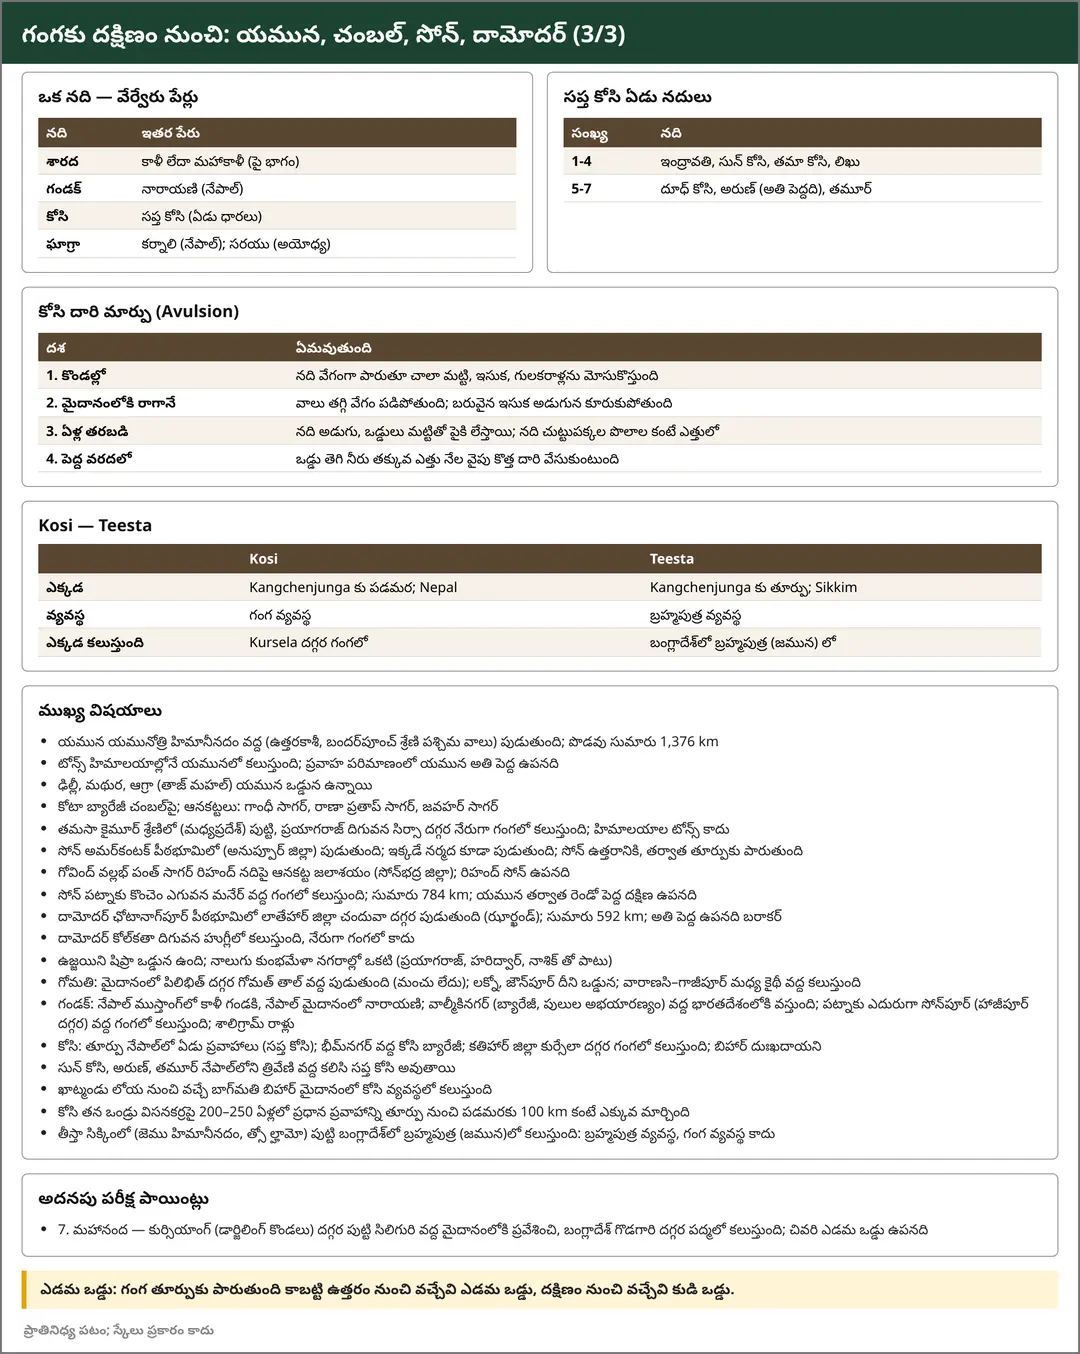 గంగకు దక్షిణం నుంచి: యమున, చంబల్, సోన్, దామోదర్ (3/3)
ఒక నది — వేర్వేరు పేర్లు
నది ఇతర పేరు
శారద కాళీ లేదా మహాకాళీ (పై భాగం)
గండక్ నారాయణి (నేపాల్)
కోసి సప్త కోసి (ఏడు ధారలు)
ఘాగ్రా కర్నాలి (నేపాల్); సరయు (అయోధ్య)
సప్త కోసి ఏడు నదులు
సంఖ్య నది
1-4 ఇంద్రావతి, సున్ కోసి, తమా కోసి, లిఖు
5-7 దూధ్ కోసి, అరుణ్ (అతి పెద్దది), తమూర్
కోసి దారి మార్పు (Avulsion)
దశ ఏమవుతుంది
1. కొండల్లో నది వేగంగా పారుతూ చాలా మట్టి, ఇసుక, గులకరాళ్లను మోసుకొస్తుంది
2. మైదానంలోకి రాగానే వాలు తగ్గి వేగం పడిపోతుంది; బరువైన ఇసుక అడుగున కూరుకుపోతుంది
3. ఏళ్ల తరబడి నది అడుగు, ఒడ్డులు మట్టితో పైకి లేస్తాయి; నది చుట్టుపక్కల పొలాల కంటే ఎత్తులో
4. పెద్ద వరదలో ఒడ్డు తెగి నీరు తక్కువ ఎత్తు నేల వైపు కొత్త దారి వేసుకుంటుంది
Kosi — Teesta
Kosi Teesta
ఎక్కడ Kangchenjunga కు పడమర; Nepal Kangchenjunga కు తూర్పు; Sikkim
వ్యవస్థ గంగ వ్యవస్థ బ్రహ్మపుత్ర వ్యవస్థ
ఎక్కడ కలుస్తుంది Kursela దగ్గర గంగలో బంగ్లాదేశ్‌లో బ్రహ్మపుత్ర (జమున) లో
ముఖ్య విషయాలు
• యమున యమునోత్రి హిమానీనదం వద్ద (ఉత్తరకాశీ, బందర్‌పూంచ్ శ్రేణి పశ్చిమ వాలు) పుడుతుంది; పొడవు సుమారు 1,376 km
• టోన్స్ హిమాలయాల్లోనే యమునలో కలుస్తుంది; ప్రవాహ పరిమాణంలో యమున అతి పెద్ద ఉపనది
• ఢిల్లీ, మథుర, ఆగ్రా (తాజ్ మహల్) యమున ఒడ్డున ఉన్నాయి
• కోటా బ్యారేజీ చంబల్‌పై; ఆనకట్టలు: గాంధీ సాగర్, రాణా ప్రతాప్ సాగర్, జవహర్ సాగర్
• తమసా కైమూర్ శ్రేణిలో (మధ్యప్రదేశ్) పుట్టి, ప్రయాగరాజ్ దిగువన సిర్సా దగ్గర నేరుగా గంగలో కలుస్తుంది; హిమాలయాల టోన్స్ కాదు
• సోన్ అమర్‌కంటక్ పీఠభూమిలో (అనుప్పూర్ జిల్లా) పుడుతుంది; ఇక్కడే నర్మద కూడా పుడుతుంది; సోన్ ఉత్తరానికి, తర్వాత తూర్పుకు పారుతుంది
• గోవింద్ వల్లభ్ పంత్ సాగర్ రిహంద్ నదిపై ఆనకట్ట జలాశయం (సోన్‌భద్ర జిల్లా); రిహంద్ సోన్ ఉపనది
• సోన్ పట్నాకు కొంచెం ఎగువన మనేర్ వద్ద గంగలో కలుస్తుంది; సుమారు 784 km; యమున తర్వాత రెండో పెద్ద దక్షిణ ఉపనది
• దామోదర్ ఛోటానాగ్‌పూర్ పీఠభూమిలో లాతేహార్ జిల్లా చందువా దగ్గర పుడుతుంది (ఝార్ఖండ్); సుమారు 592 km; అతి పెద్ద ఉపనది బరాకర్
• దామోదర్ కోల్‌కతా దిగువన హుగ్లీలో కలుస్తుంది, నేరుగా గంగలో కాదు
• ఉజ్జయిని షిప్రా ఒడ్డున ఉంది; నాలుగు కుంభమేళా నగరాల్లో ఒకటి (ప్రయాగరాజ్, హరిద్వార్, నాశిక్ తో పాటు)
• గోమతి: మైదానంలో పిలిభిత్ దగ్గర గోమత్ తాల్ వద్ద పుడుతుంది (మంచు లేదు); లక్నో, జౌన్‌పూర్ దీని ఒడ్డున; వారాణసి–గాజీపూర్ మధ్య కైథీ వద్ద కలుస్తుంది
• గండక్: నేపాల్ ముస్తాంగ్‌లో కాళీ గండకి, నేపాల్ మైదానంలో నారాయణి; వాల్మీకినగర్ (బ్యారేజీ, పులుల అభయారణ్యం) వద్ద భారతదేశంలోకి వస్తుంది; పట్నాకు ఎదురుగా సోన్‌పూర్ (హాజీపూర్
దగ్గర) వద్ద గంగలో కలుస్తుంది; శాలిగ్రామ్ రాళ్లు
• కోసి: తూర్పు నేపాల్‌లో ఏడు ప్రవాహాలు (సప్త కోసి); భీమ్‌నగర్ వద్ద కోసి బ్యారేజీ; కతిహార్ జిల్లా కుర్సేలా దగ్గర గంగలో కలుస్తుంది; బిహార్ దుఃఖదాయని
• సున్ కోసి, అరుణ్, తమూర్ నేపాల్‌లోని త్రివేణి వద్ద కలిసి సప్త కోసి అవుతాయి
• ఖాట్మండు లోయ నుంచి వచ్చే బాగ్‌మతి బిహార్ మైదానంలో కోసి వ్యవస్థలో కలుస్తుంది
• కోసి తన ఒండ్రు విసనకర్రపై 200–250 ఏళ్లలో ప్రధాన ప్రవాహాన్ని తూర్పు నుంచి పడమరకు 100 km కంటే ఎక్కువ మార్చింది
• తీస్తా సిక్కింలో (జెము హిమానీనదం, త్సో ల్హామో) పుట్టి బంగ్లాదేశ్‌లో బ్రహ్మపుత్ర (జమున)లో కలుస్తుంది: బ్రహ్మపుత్ర వ్యవస్థ, గంగ వ్యవస్థ కాదు
అదనపు పరీక్ష పాయింట్లు
• 7. మహానంద — కుర్సియాంగ్ (డార్జిలింగ్ కొండలు) దగ్గర పుట్టి సిలిగురి వద్ద మైదానంలోకి ప్రవేశించి, బంగ్లాదేశ్ గొడగారి దగ్గర పద్మలో కలుస్తుంది; చివరి ఎడమ ఒడ్డు ఉపనది
ఎడమ ఒడ్డు: గంగ తూర్పుకు పారుతుంది కాబట్టి ఉత్తరం నుంచి వచ్చేవి ఎడమ ఒడ్డు, దక్షిణం నుంచి వచ్చేవి కుడి ఒడ్డు.
ప్రాతినిధ్య పటం; స్కేలు ప్రకారం కాదు